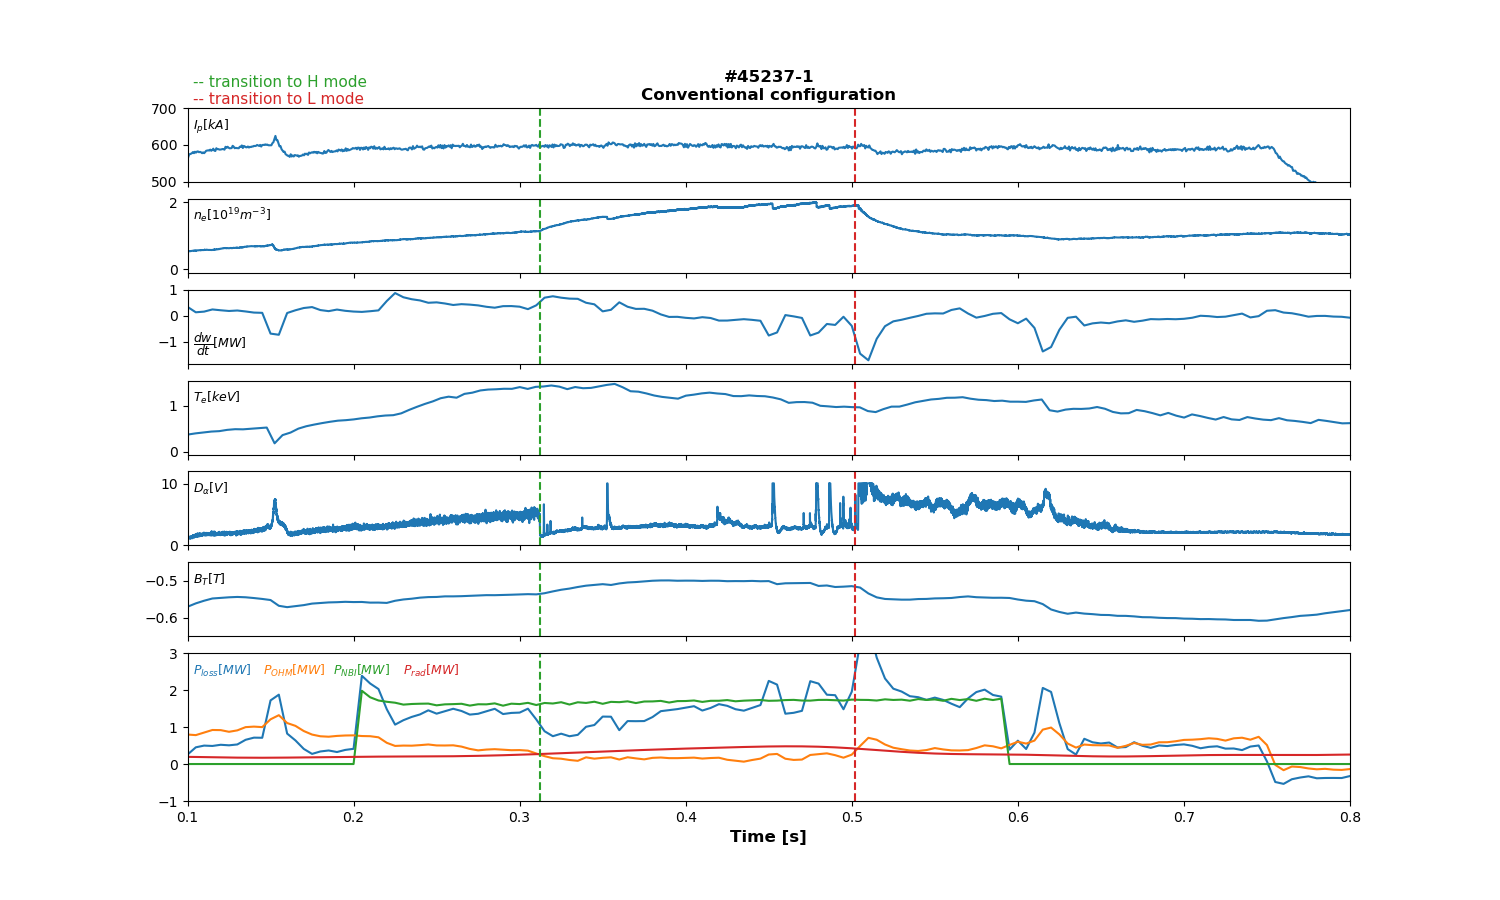 -- transition to H mode
-- transition to L mode
#45237-1
Conventional configuration
700
600
500
I_p[kA]
2
0
n_e[10^19 m^-3]
1
0
−1
dw/dt [MW]
1
0
T_e[keV]
10
0
D_α[V]
−0.5
−0.6
B_T[T]
3
2
1
0
−1
P_loss[MW] P_OHM[MW] P_NBI[MW] P_rad[MW]
0.1 0.2 0.3 0.4 0.5 0.6 0.7 0.8
Time [s]